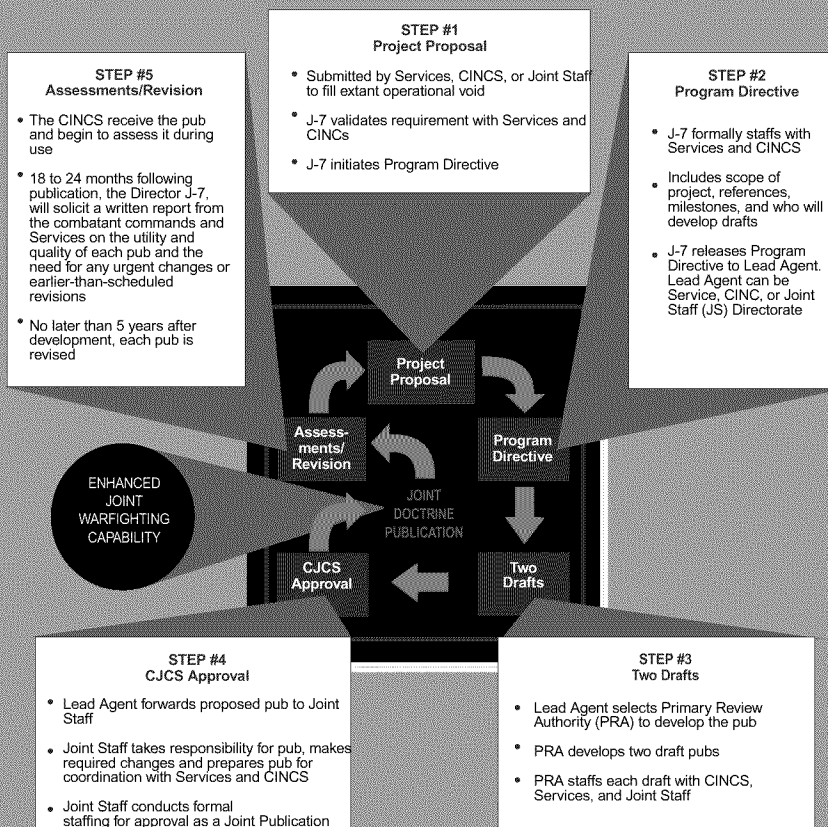 STEP #1
Project Proposal
• Submitted by Services, CINCS, or Joint Staff
to fill extant operational void
• J-7 validates requirement with Services and
CINCs
• J-7 initiates Program Directive
STEP #5
Assessments/Revision
• The CINCS receive the pub
and begin to assess it during
use
• 18 to 24 months following
publication, the Director J-7,
will solicit a written report from
the combatant commands and
Services on the utility and
quality of each pub and the
need for any urgent changes or
earlier-than-scheduled
revisions
• No later than 5 years after
development, each pub is
revised
STEP #2
Program Directive
• J-7 formally staffs with
Services and CINCS
• Includes scope of
project, references,
milestones, and who will
develop drafts
• J-7 releases Program
Directive to Lead Agent.
Lead Agent can be
Service, CINC, or Joint
Staff (JS) Directorate
Project
Proposal
Assess-
ments/
Revision
Program
Directive
ENHANCED
JOINT
WARFIGHTING
CAPABILITY
JOINT
DOCTRINE
PUBLICATION
CJCS
Approval
Two
Drafts
STEP #4
CJCS Approval
• Lead Agent forwards proposed pub to Joint
Staff
• Joint Staff takes responsibility for pub, makes
required changes and prepares pub for
coordination with Services and CINCS
• Joint Staff conducts formal
staffing for approval as a Joint Publication
STEP #3
Two Drafts
• Lead Agent selects Primary Review
Authority (PRA) to develop the pub
• PRA develops two draft pubs
• PRA staffs each draft with CINCS,
Services, and Joint Staff